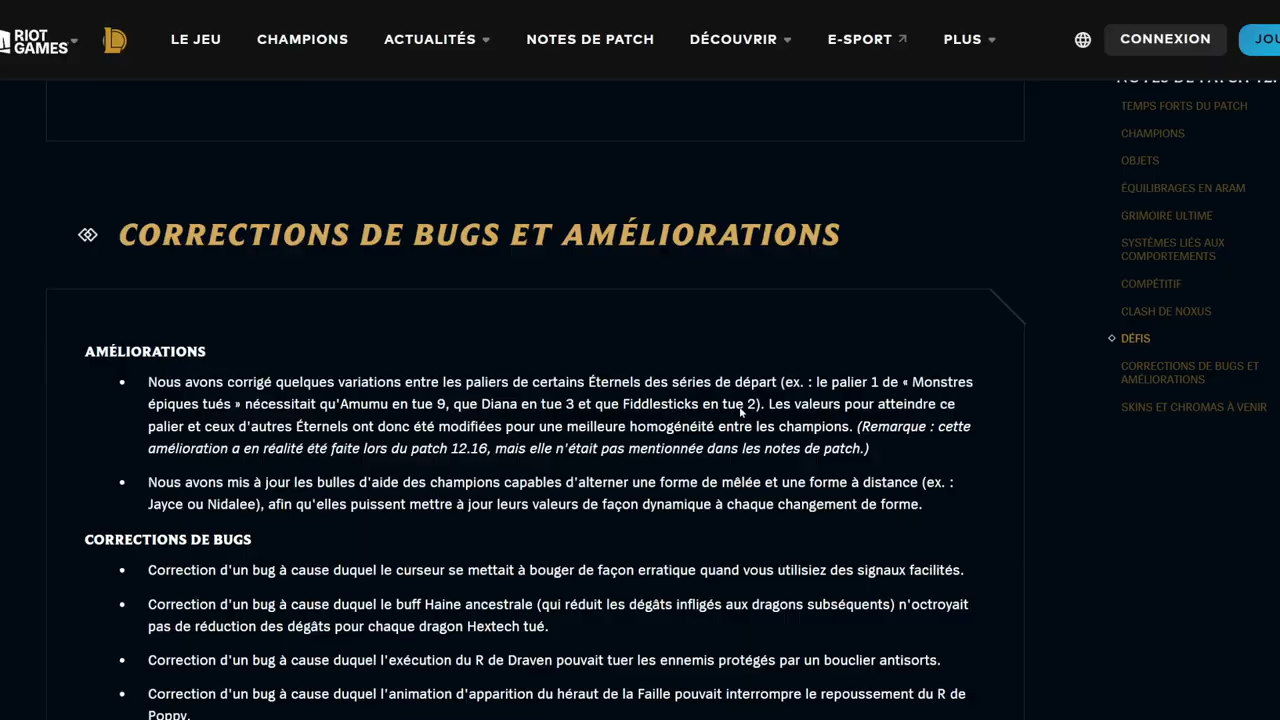 RIOT GAMES
LE JEU
CHAMPIONS
ACTUALITÉS
NOTES DE PATCH
DÉCOUVRIR
E-SPORT
PLUS
CONNEXION
TEMPS FORTS DU PATCH
CHAMPIONS
OBJETS
ÉQUILIBRAGES EN ARAM
GRIMOIRE ULTIME
SYSTÈMES LIÉS AUX
COMPORTEMENTS
COMPÉTITIF
CLASH DE NOXUS
DÉFIS
CORRECTIONS DE BUGS ET
AMÉLIORATIONS
SKINS ET CHROMAS À VENIR
CORRECTIONS DE BUGS ET AMÉLIORATIONS
AMÉLIORATIONS
• Nous avons corrigé quelques variations entre les paliers de certains Éternels des séries de départ (ex. : le palier 1 de « Monstres
épiques tués » nécessitait qu'Amumu en tue 9, que Diana en tue 3 et que Fiddlesticks en tue 2). Les valeurs pour atteindre ce
palier et ceux d'autres Éternels ont donc été modifiées pour une meilleure homogénéité entre les champions. (Remarque : cette
amélioration a en réalité été faite lors du patch 12.16, mais elle n'était pas mentionnée dans les notes de patch.)
• Nous avons mis à jour les bulles d'aide des champions capables d'alterner une forme de mêlée et une forme à distance (ex. :
Jayce ou Nidalee), afin qu'elles puissent mettre à jour leurs valeurs de façon dynamique à chaque changement de forme.
CORRECTIONS DE BUGS
• Correction d'un bug à cause duquel le curseur se mettait à bouger de façon erratique quand vous utilisiez des signaux facilités.
• Correction d'un bug à cause duquel le buff Haine ancestrale (qui réduit les dégâts infligés aux dragons subséquents) n'octroyait
pas de réduction des dégâts pour chaque dragon Hextech tué.
• Correction d'un bug à cause duquel l'exécution du R de Draven pouvait tuer les ennemis protégés par un bouclier antisorts.
• Correction d'un bug à cause duquel l'animation d'apparition du héraut de la Faille pouvait interrompre le repoussement du R de
Poppy.